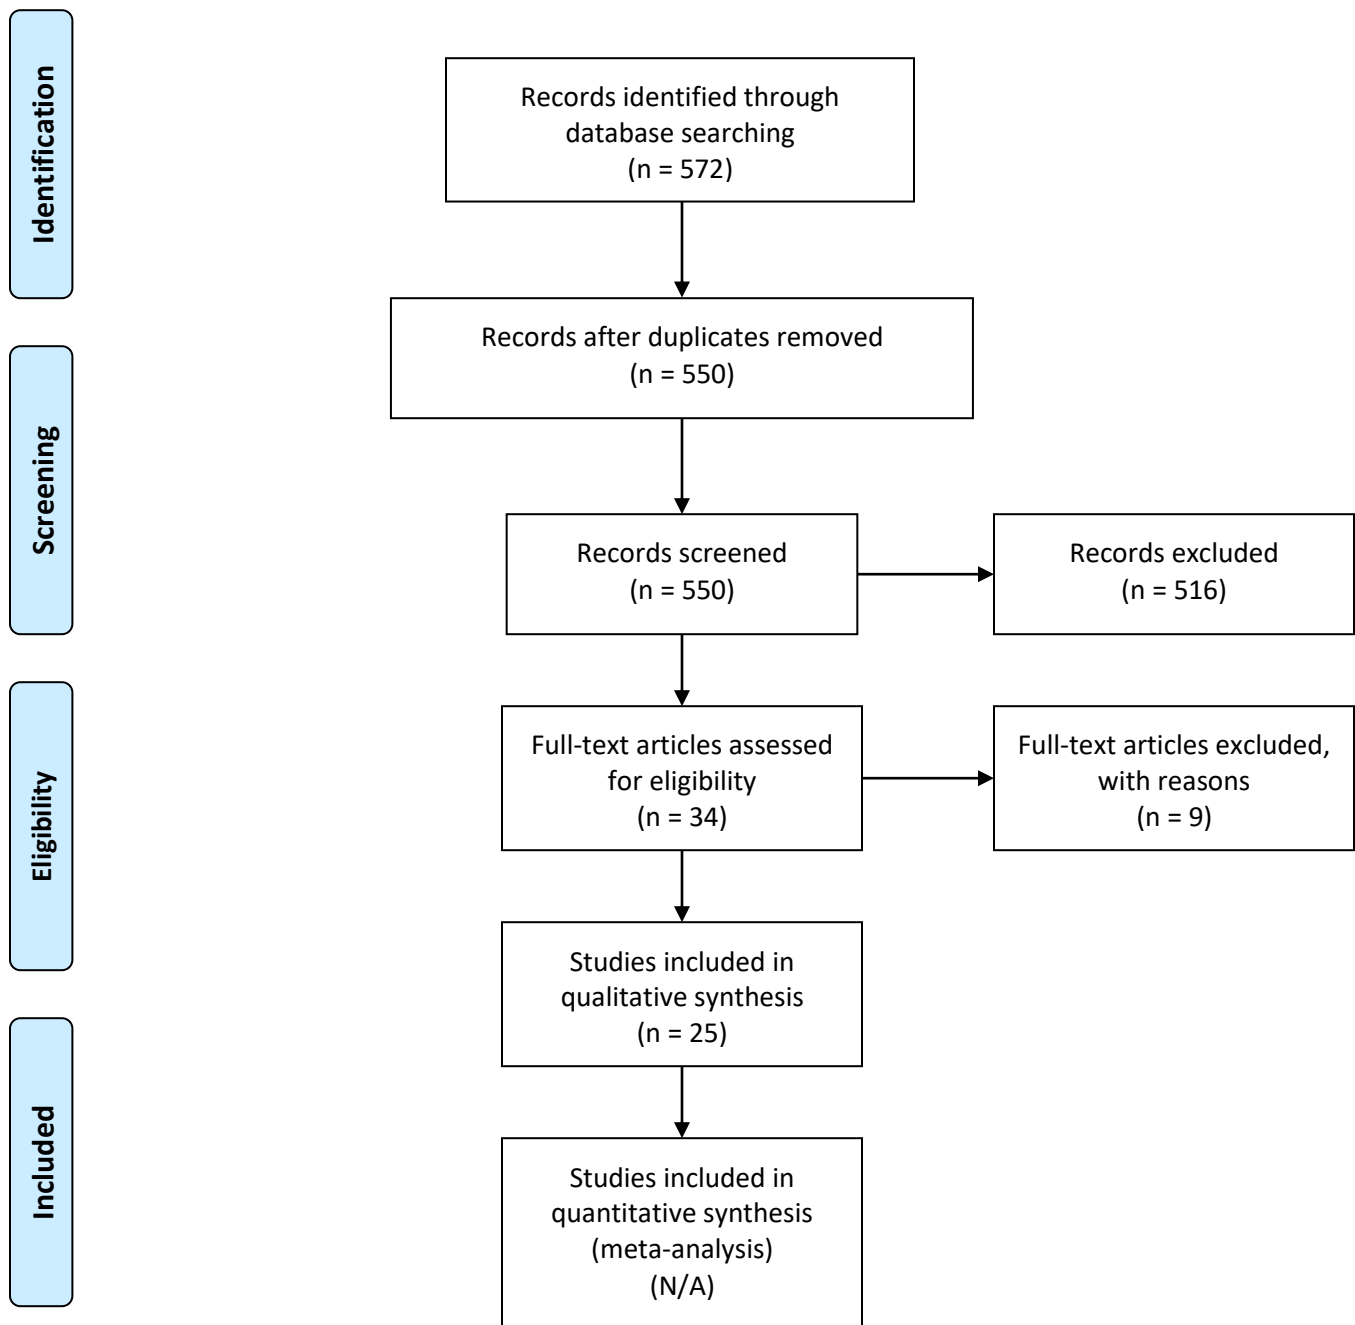 Identification
Records identified through
database searching
(n = 572)
Records after duplicates removed
(n = 550)
Screening
Records screened
(n = 550)
Records excluded
(n = 516)
Eligibility
Full-text articles assessed
for eligibility
(n = 34)
Full-text articles excluded,
with reasons
(n = 9)
Studies included in
qualitative synthesis
(n = 25)
Included
Studies included in
quantitative synthesis
(meta-analysis)
(N/A)